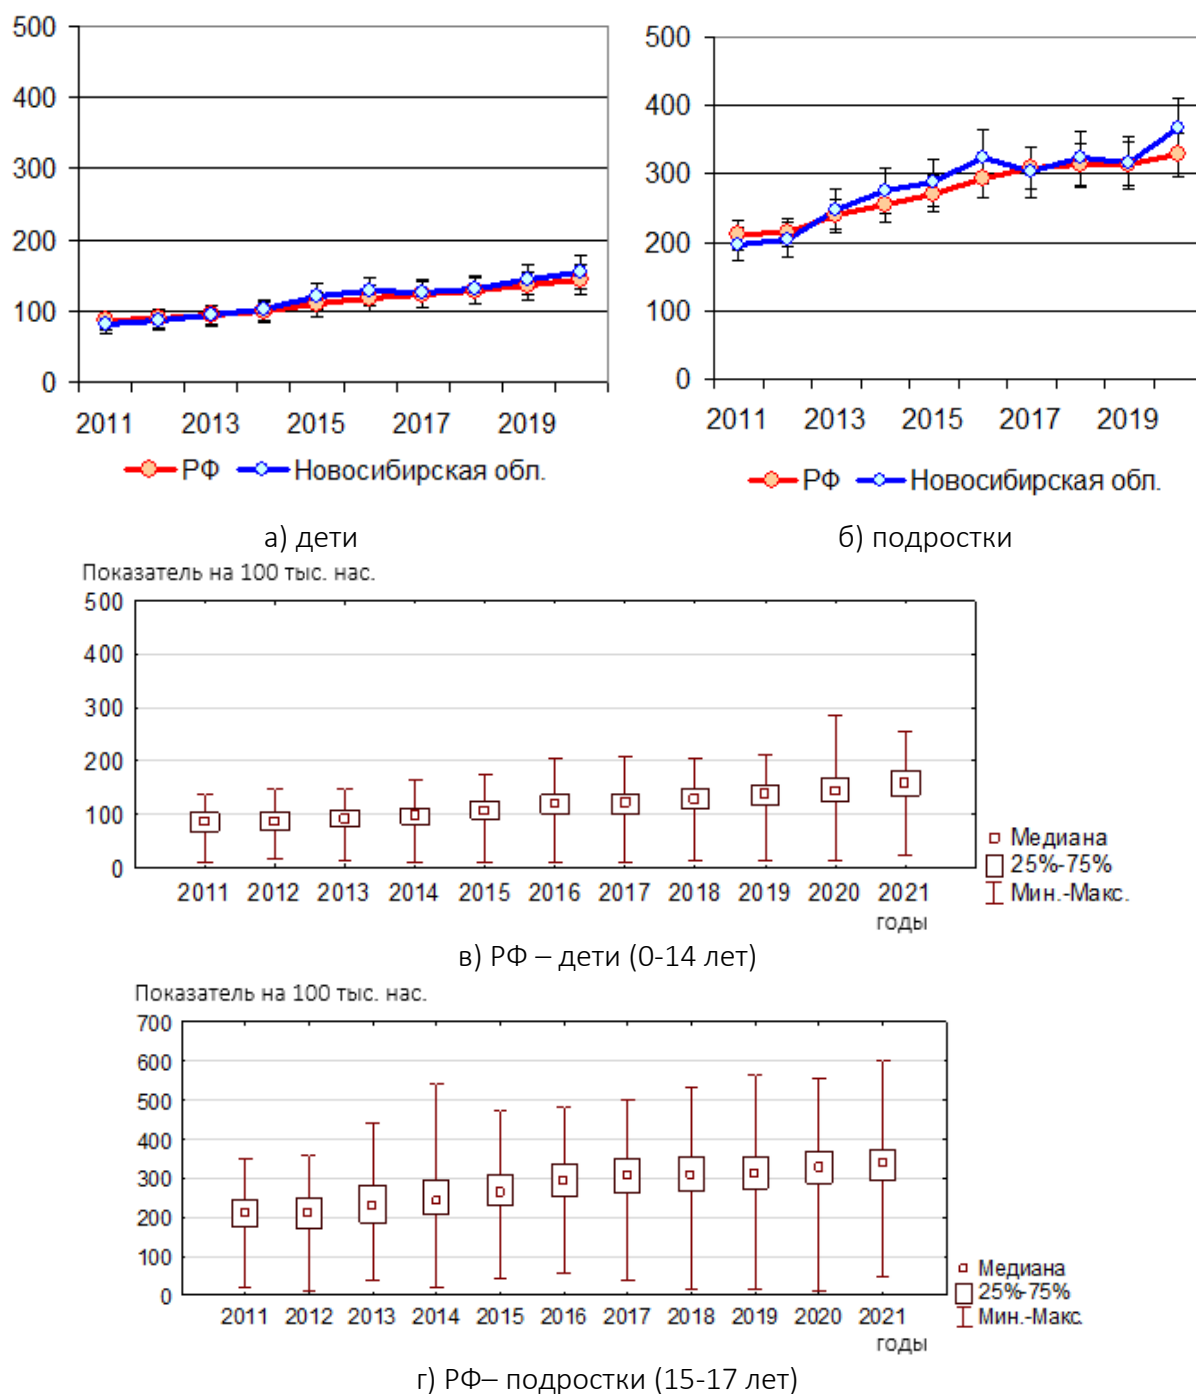 500
400
300
200
100
0
2011 2013 2015 2017 2019
РФ Новосибирская обл.
а) дети
500
400
300
200
100
0
2011 2013 2015 2017 2019
РФ Новосибирская обл.
б) подростки
Показатель на 100 тыс. нас.
500
400
300
200
100
0
2011 2012 2013 2014 2015 2016 2017 2018 2019 2020 2021
годы
Медиана
25%-75%
Мин.-Макс.
в) РФ – дети (0-14 лет)
Показатель на 100 тыс. нас.
700
600
500
400
300
200
100
0
2011 2012 2013 2014 2015 2016 2017 2018 2019 2020 2021
годы
Медиана
25%-75%
Мин.-Макс.
г) РФ– подростки (15-17 лет)